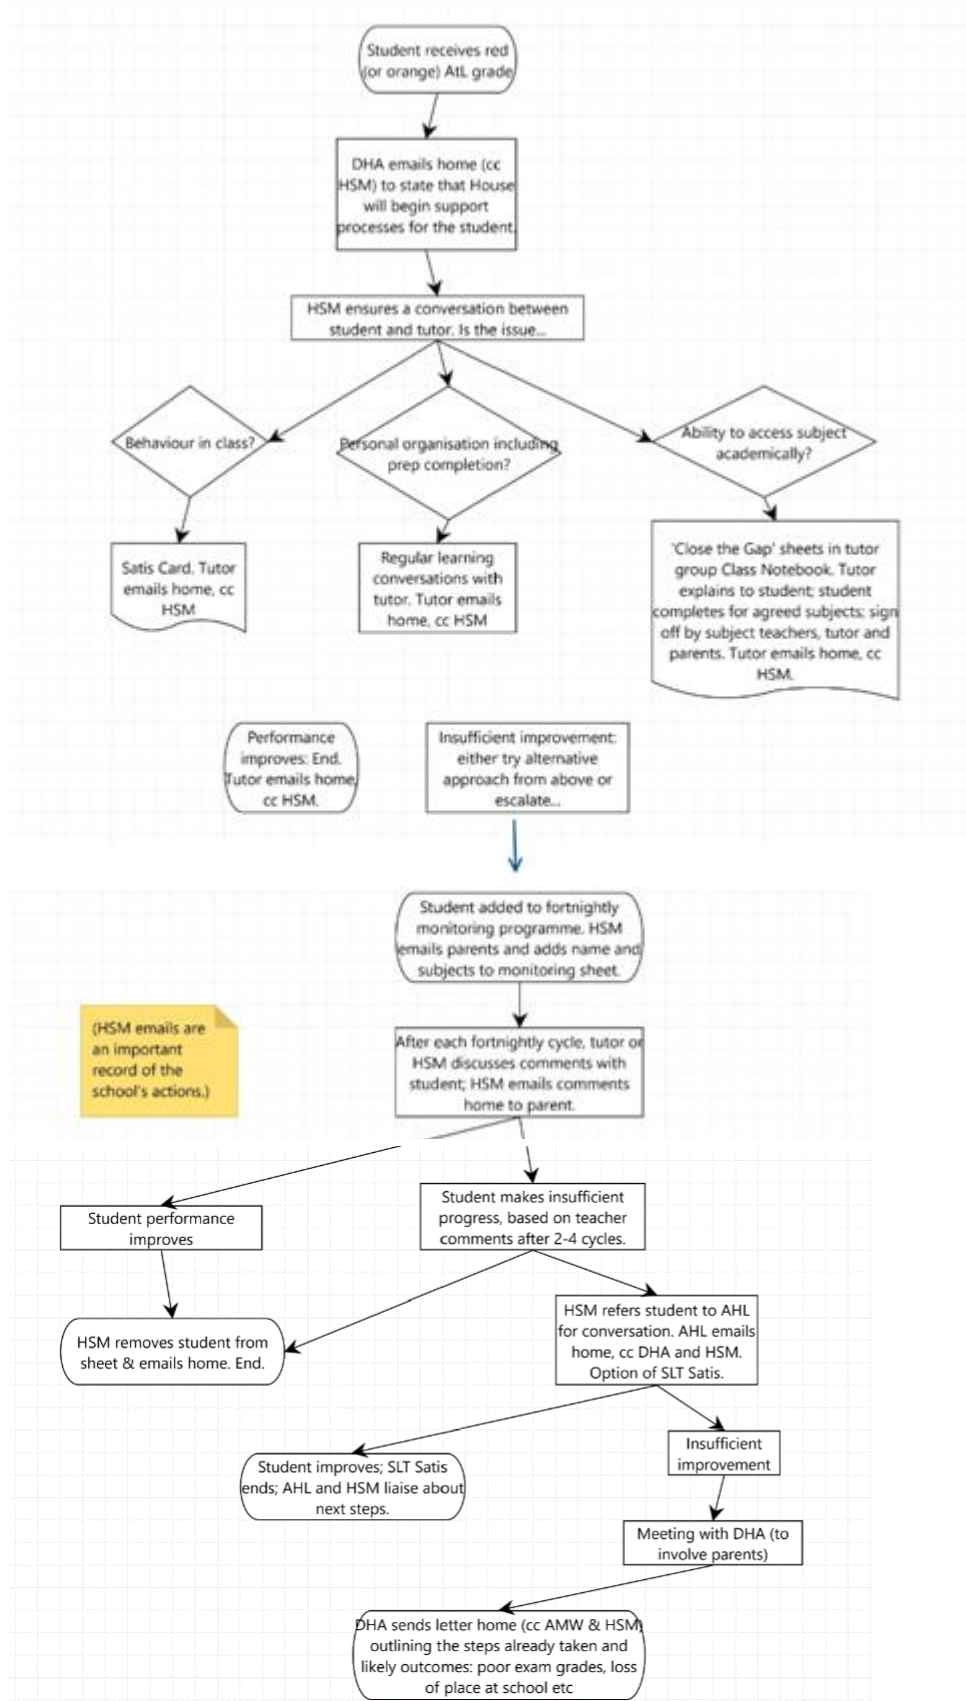 Student receives red
(or orange) AtL grade
DHA emails home (cc
HSM) to state that House
will begin support
processes for the student.
HSM ensures a conversation between
student and tutor. Is the issue...
Behaviour in class?
Personal organisation including
prep completion?
Ability to access subject
academically?
Satis Card. Tutor
emails home, cc
HSM
Regular learning
conversations with
tutor. Tutor emails
home, cc HSM
'Close the Gap' sheets in tutor
group Class Notebook. Tutor
explains to student; student
completes for agreed subjects; sign
off by subject teachers, tutor and
parents. Tutor emails home, cc
HSM.
Performance
improves: End.
Tutor emails home,
cc HSM.
Insufficient improvement:
either try alternative
approach from above or
escalate...
Student added to fortnightly
monitoring programme. HSM
emails parents and adds name and
subjects to monitoring sheet.
(HSM emails are
an important
record of the
school's actions.)
After each fortnightly cycle, tutor or
HSM discusses comments with
student; HSM emails comments
home to parent.
Student performance
improves
Student makes insufficient
progress, based on teacher
comments after 2-4 cycles.
HSM removes student from
sheet & emails home. End.
HSM refers student to AHL
for conversation. AHL emails
home, cc DHA and HSM.
Option of SLT Satis.
Student improves; SLT Satis
ends; AHL and HSM liaise about
next steps.
Insufficient
improvement
Meeting with DHA (to
involve parents)
DHA sends letter home (cc AMW & HSM)
outlining the steps already taken and
likely outcomes: poor exam grades, loss
of place at school etc